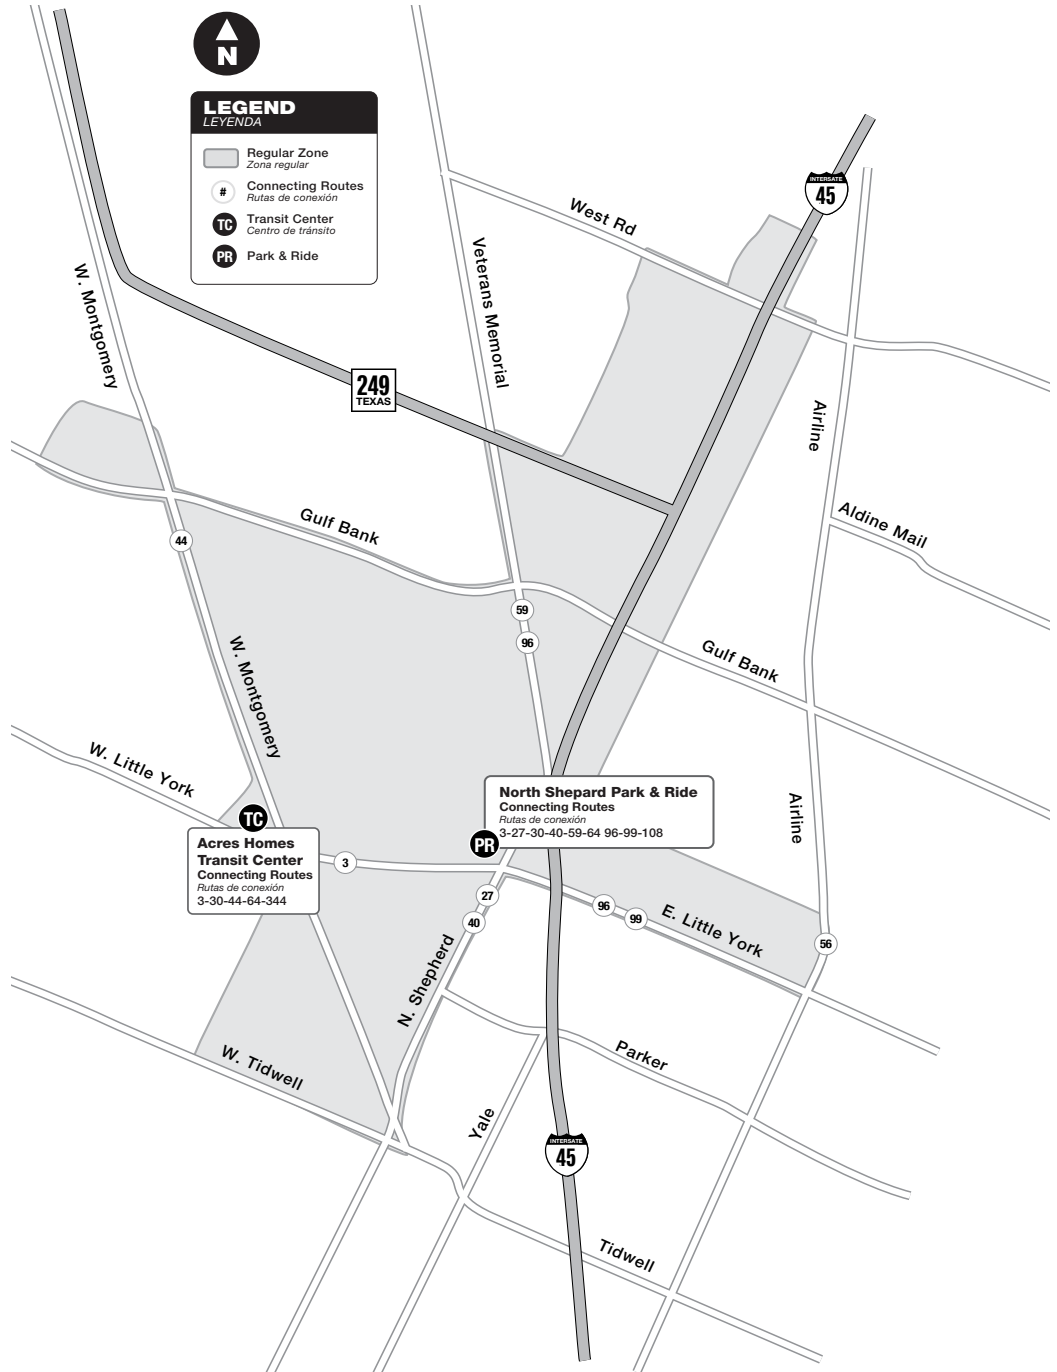 N
LEGEND
LEYENDA
Regular Zone
Zona regular
# Connecting Routes
Rutas de conexión
TC Transit Center
Centro de tránsito
PR Park & Ride
INTERSATE
45
West Rd
Veterans Memorial
W. Montgomery
249
TEXAS
Airline
Aldine Mail
Gulf Bank
44
59
96
W. Montgomery
Gulf Bank
W. Little York
Airline
North Shepard Park & Ride
Connecting Routes
Rutas de conexión
3-27-30-40-59-64 96-99-108
TC
PR
Acres Homes
Transit Center
Connecting Routes
Rutas de conexión
3-30-44-64-344
3
27
40
96
99
E. Little York
56
N. Shepherd
W. Tidwell
Parker
Yale
INTERSATE
45
Tidwell